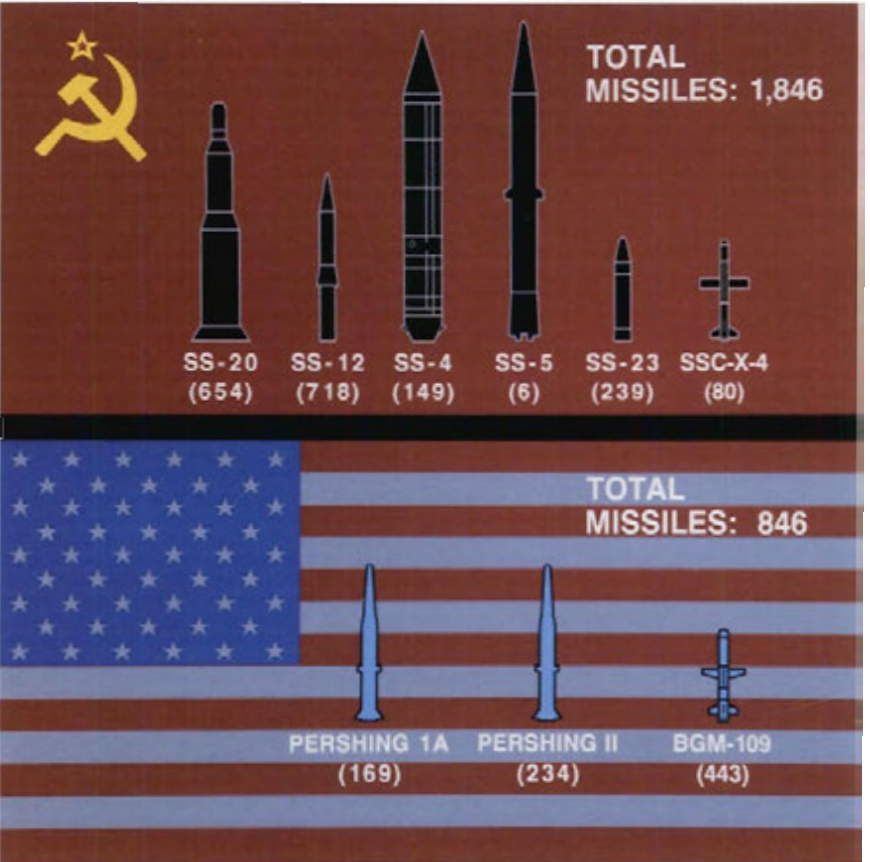 TOTAL
MISSILES: 1,846
SS-20
SS-12
SS-4
SS-5
SS-23
SSC-X-4
(654)
(718)
(149)
(6)
(239)
(80)
TOTAL
MISSILES: 846
PERSHING 1A
PERSHING II
BGM-109
(169)
(234)
(443)